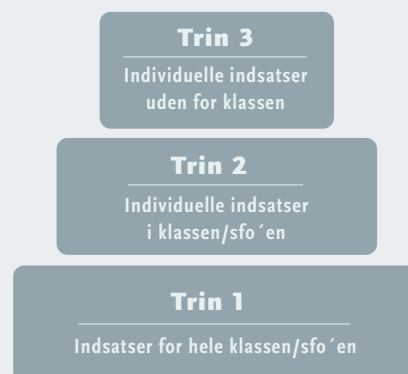 Trin 3
Individuelle indsatser
uden for klassen
Trin 2
Individuelle indsatser
i klassen/sfo´en
Trin 1
Indsatser for hele klassen/sfo´en